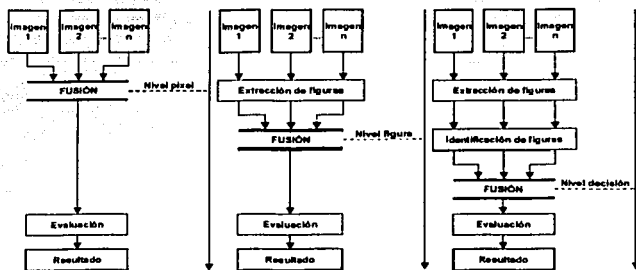 Imagen 1
Imagen 2
Imagen n
FUSIÓN
Nivel pixel
Evaluación
Resultado
Imagen 1
Imagen 2
Imagen n
Extracción de figuras
FUSIÓN
Nivel figura
Evaluación
Resultado
Imagen 1
Imagen 2
Imagen n
Extracción de figuras
Identificación de figuras
FUSIÓN
Nivel decisión
Evaluación
Resultado